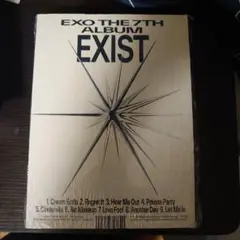 EXO THE 7TH
ALBUM
EXIST
1. Cream Soda 2. Regret It 3. Hear Me Out 4. Private Party
5. Cinderella 6. No Makeup 7. Love Fool 8. Another Day 9. Let Me In